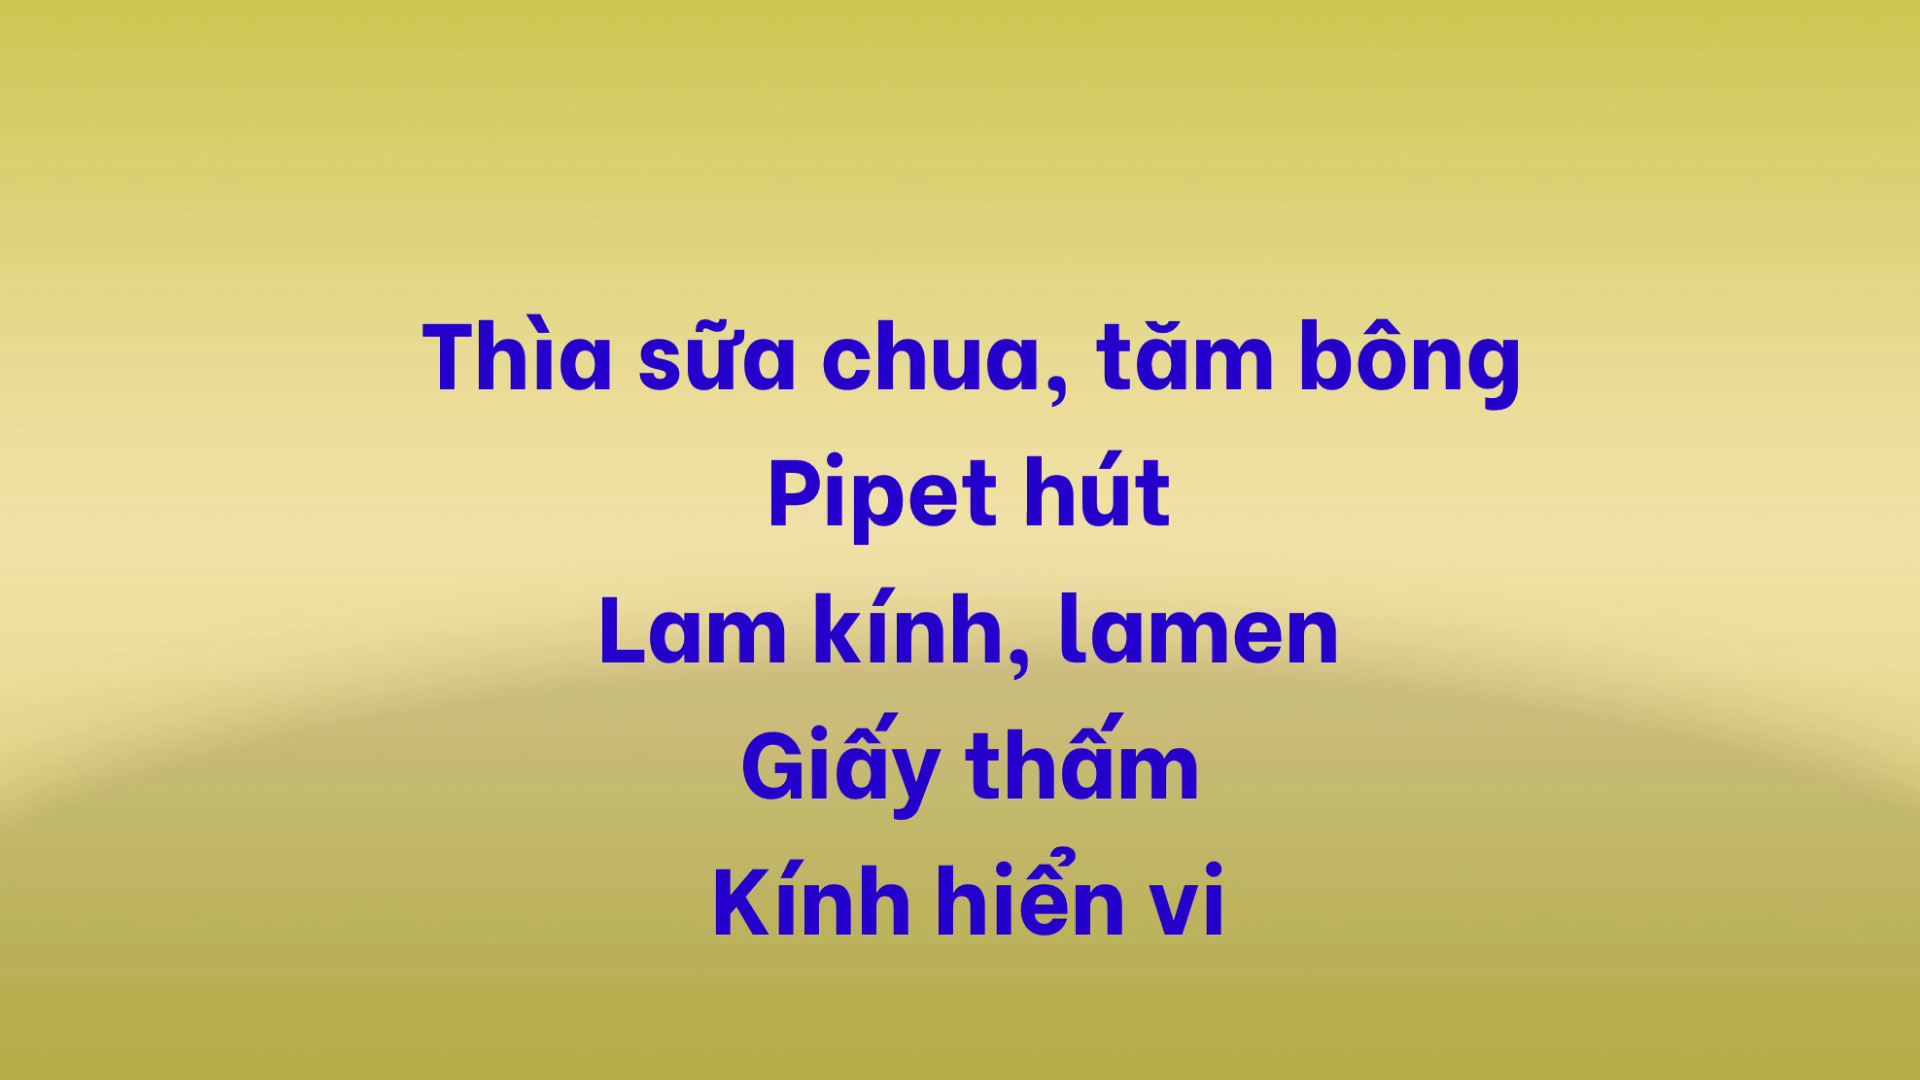 Thìa sữa chua, tăm bông
Pipet hút
Lam kính, lamen
Giấy thấm
Kính hiển vi